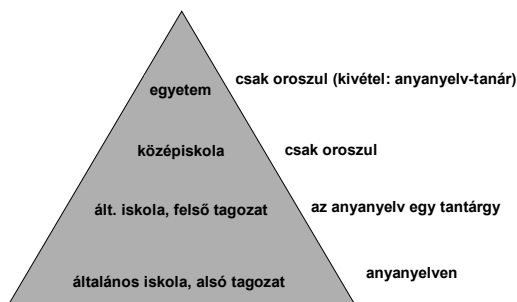 egyetem
csak oroszul (kivétel: anyanyelv-tanár)
középiskola
csak oroszul
ált. iskola, felső tagozat
az anyanyelv egy tantárgy
általános iskola, alsó tagozat
anyanyelven